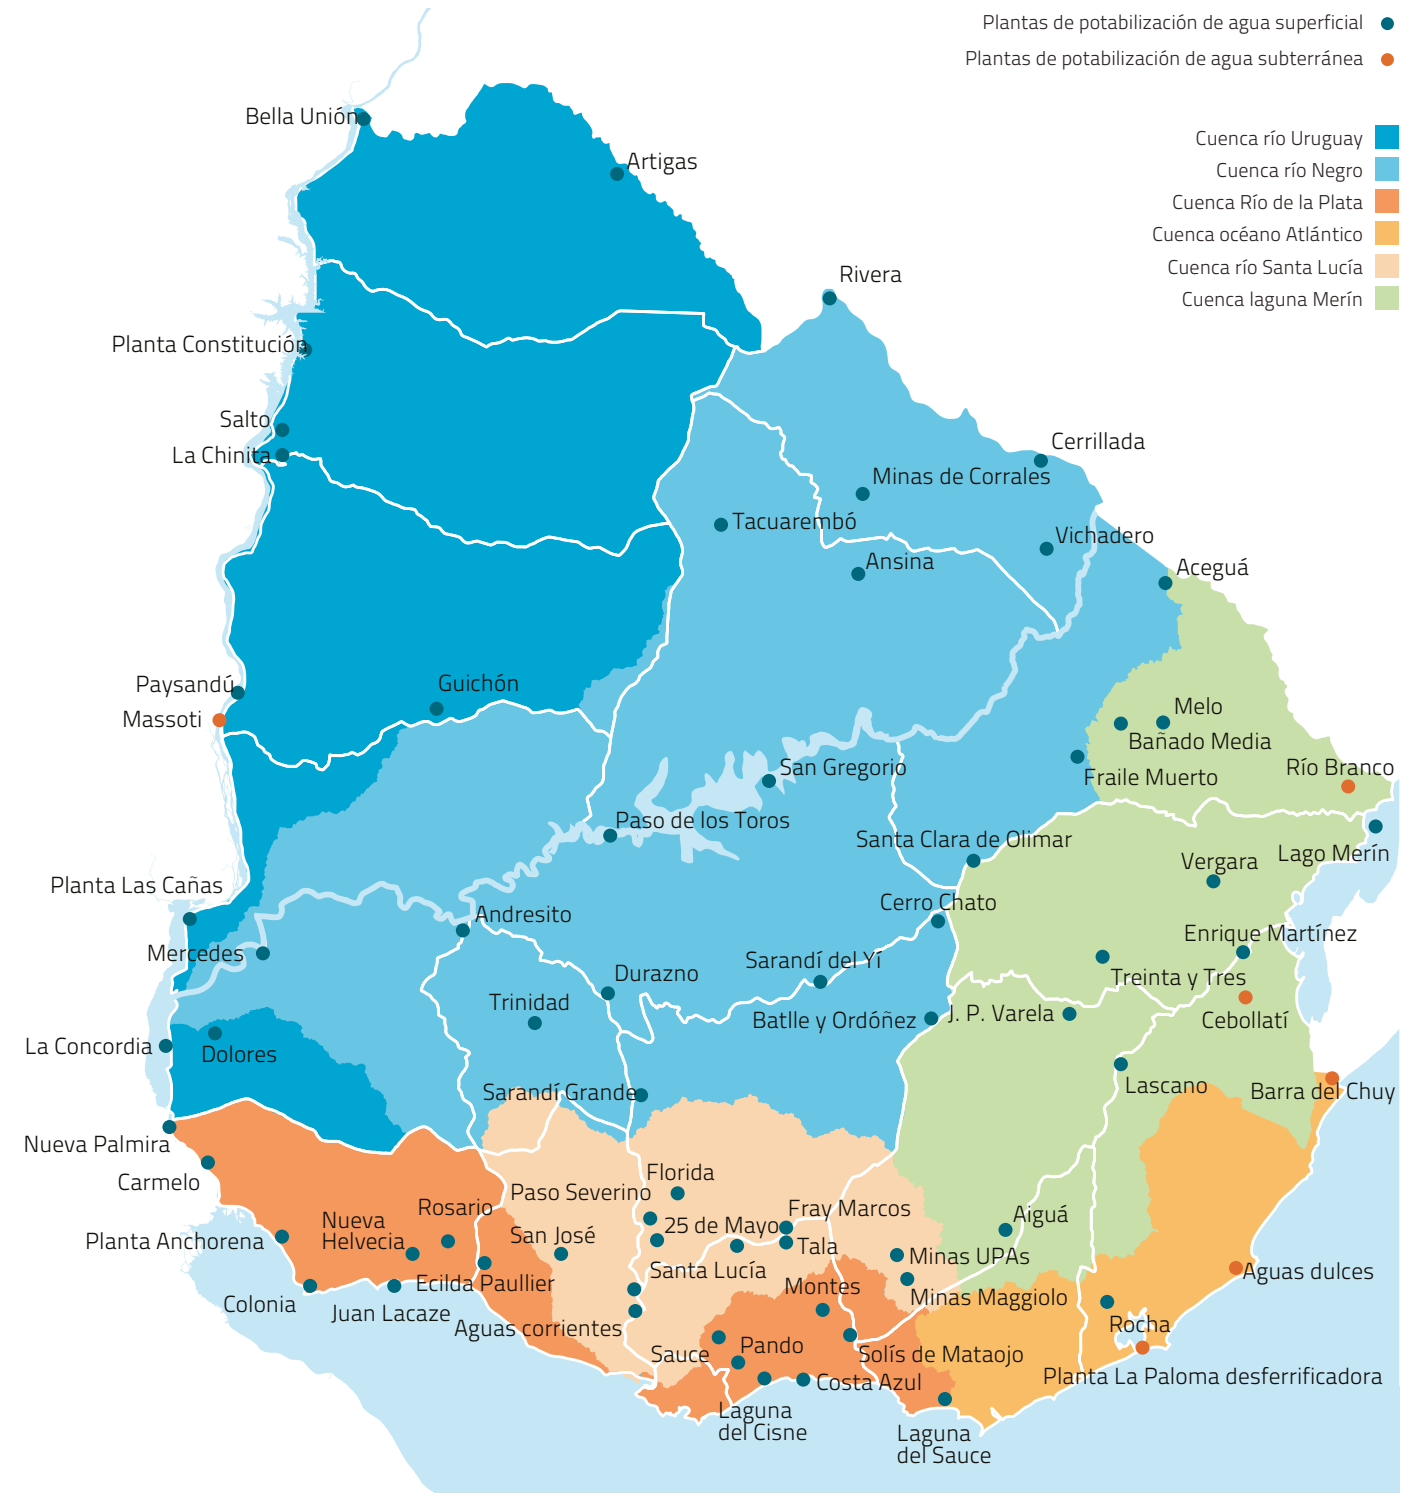 Plantas de potabilización de agua superficial
Plantas de potabilización de agua subterránea
Cuenca río Uruguay
Cuenca río Negro
Cuenca Río de la Plata
Cuenca océano Atlántico
Cuenca río Santa Lucía
Cuenca laguna Merín
Bella Unión
Artigas
Rivera
Planta Constitución
Salto
La Chinita
Cerrillada
Minas de Corrales
Tacuarembó
Vichadero
Ansina
Aceguá
Paysandú
Guichón
Massoti
Melo
Bañado Media
Fraile Muerto
Río Branco
San Gregorio
Paso de los Toros
Santa Clara de Olimar
Vergara
Lago Merín
Planta Las Cañas
Cerro Chato
Andresito
Mercedes
Enrique Martínez
Sarandí del Yí
Durazno
Treinta y Tres
Trinidad
Batlle y Ordóñez
J. P. Varela
Cebollatí
La Concordia
Dolores
Sarandí Grande
Lascano
Barra del Chuy
Nueva Palmira
Carmelo
Florida
Paso Severino
Rosario
Fray Marcos
Nueva
Helvecia
San José
25 de Mayo
Aiguá
Planta Anchorena
Tala
Minas UPAs
Santa Lucía
Aguas dulces
Ecilda Paullier
Montes
Minas Maggiolo
Colonia
Juan Lacaze
Aguas corrientes
Rocha
Sauce
Pando
Solís de Mataojo
Planta La Paloma desferrificadora
Costa Azul
Laguna
del Cisne
Laguna
del Sauce